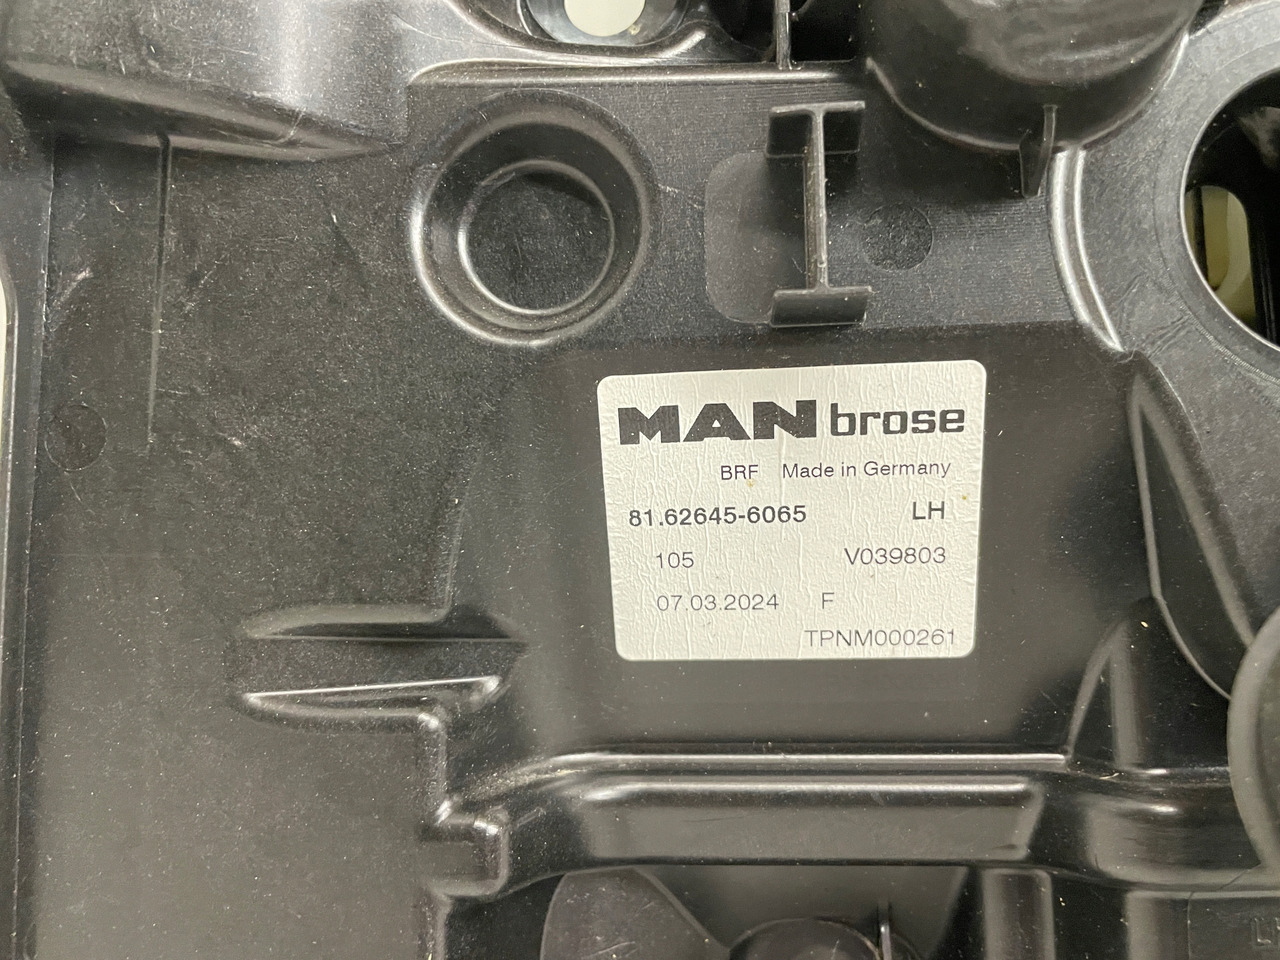 MAN brose
BRF Made in Germany
81.62645-6065 LH
105 V039803
07.03.2024 F
TPNM000261